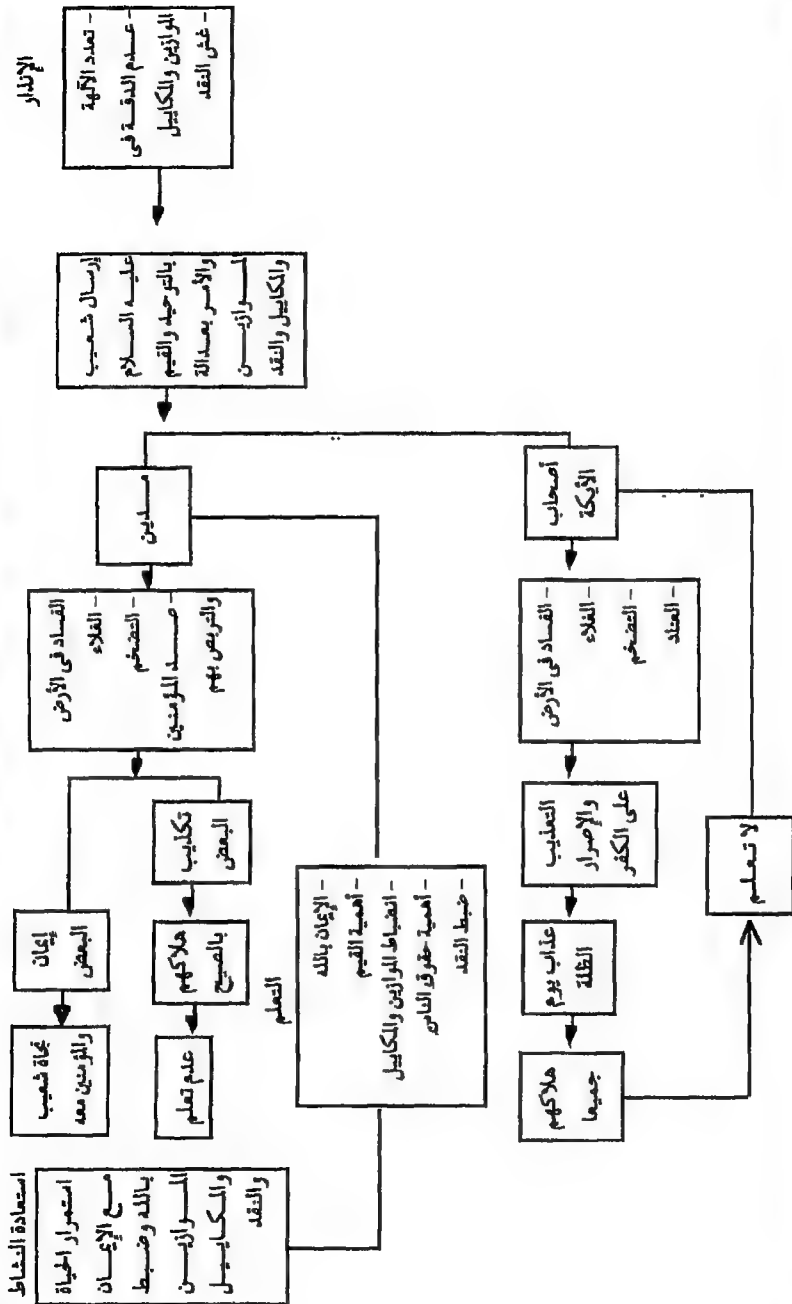 الإنذار
- تعدد الآلهة
- عدم الدقة فى
الموازين والمكاييل
- غش النقد
إرسال شعيب
عليه السلام
بالتوحيد والقيم
والأمر بعدالة
الموازين
والمكاييل والنقد
مدين
- الفساد فى الأرض
- الغلاء
- التضخم
- صد المؤمنين
والتربص بهم
إيمان
البعض
نجاة شعيب
والمؤمنين معه
تكذيب
البعض
هلاكهم
بالصيح
عدم تعلم
التعلم
- الإيمان بالله
- أهمية القيم
- انضباط الموازين والمكاييل
- أهمية حقوق الناس
- ضبط النقد
استعادة النشاط
استمرار الحياة
مع الإيمان
بالله وضبط
الموازين
والمكاييل
والنقد
أصحاب
الأيكة
- الفساد فى الأرض
- الغلاء
- التضخم
- العناد
التعذيب
والإصرار
على الكفر
عذاب يوم
الظلة
هلاكهم
جميعا
لا تعلم